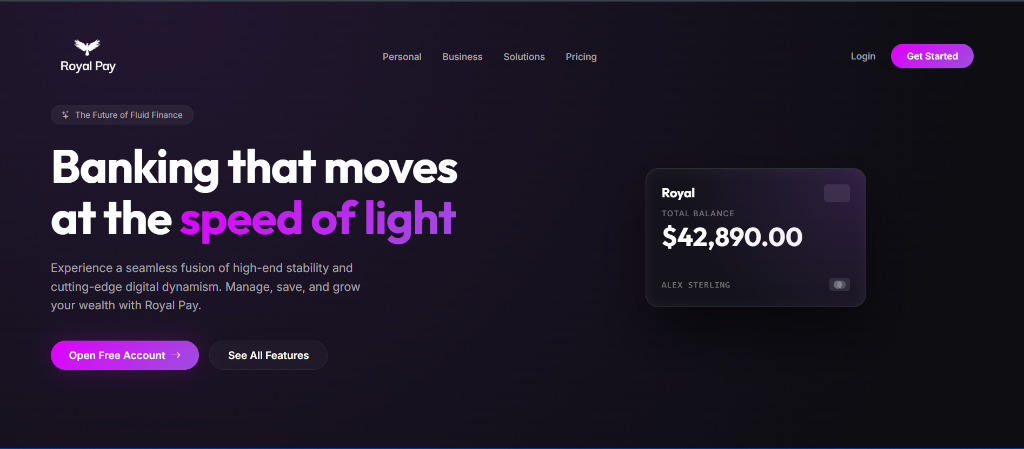 Royal Pay
Personal
Business
Solutions
Pricing
Login
Get Started
The Future of Fluid Finance
Banking that moves
at the speed of light
Experience a seamless fusion of high-end stability and
cutting-edge digital dynamism. Manage, save, and grow
your wealth with Royal Pay.
Open Free Account →
See All Features
Royal
TOTAL BALANCE
$42,890.00
ALEX STERLING